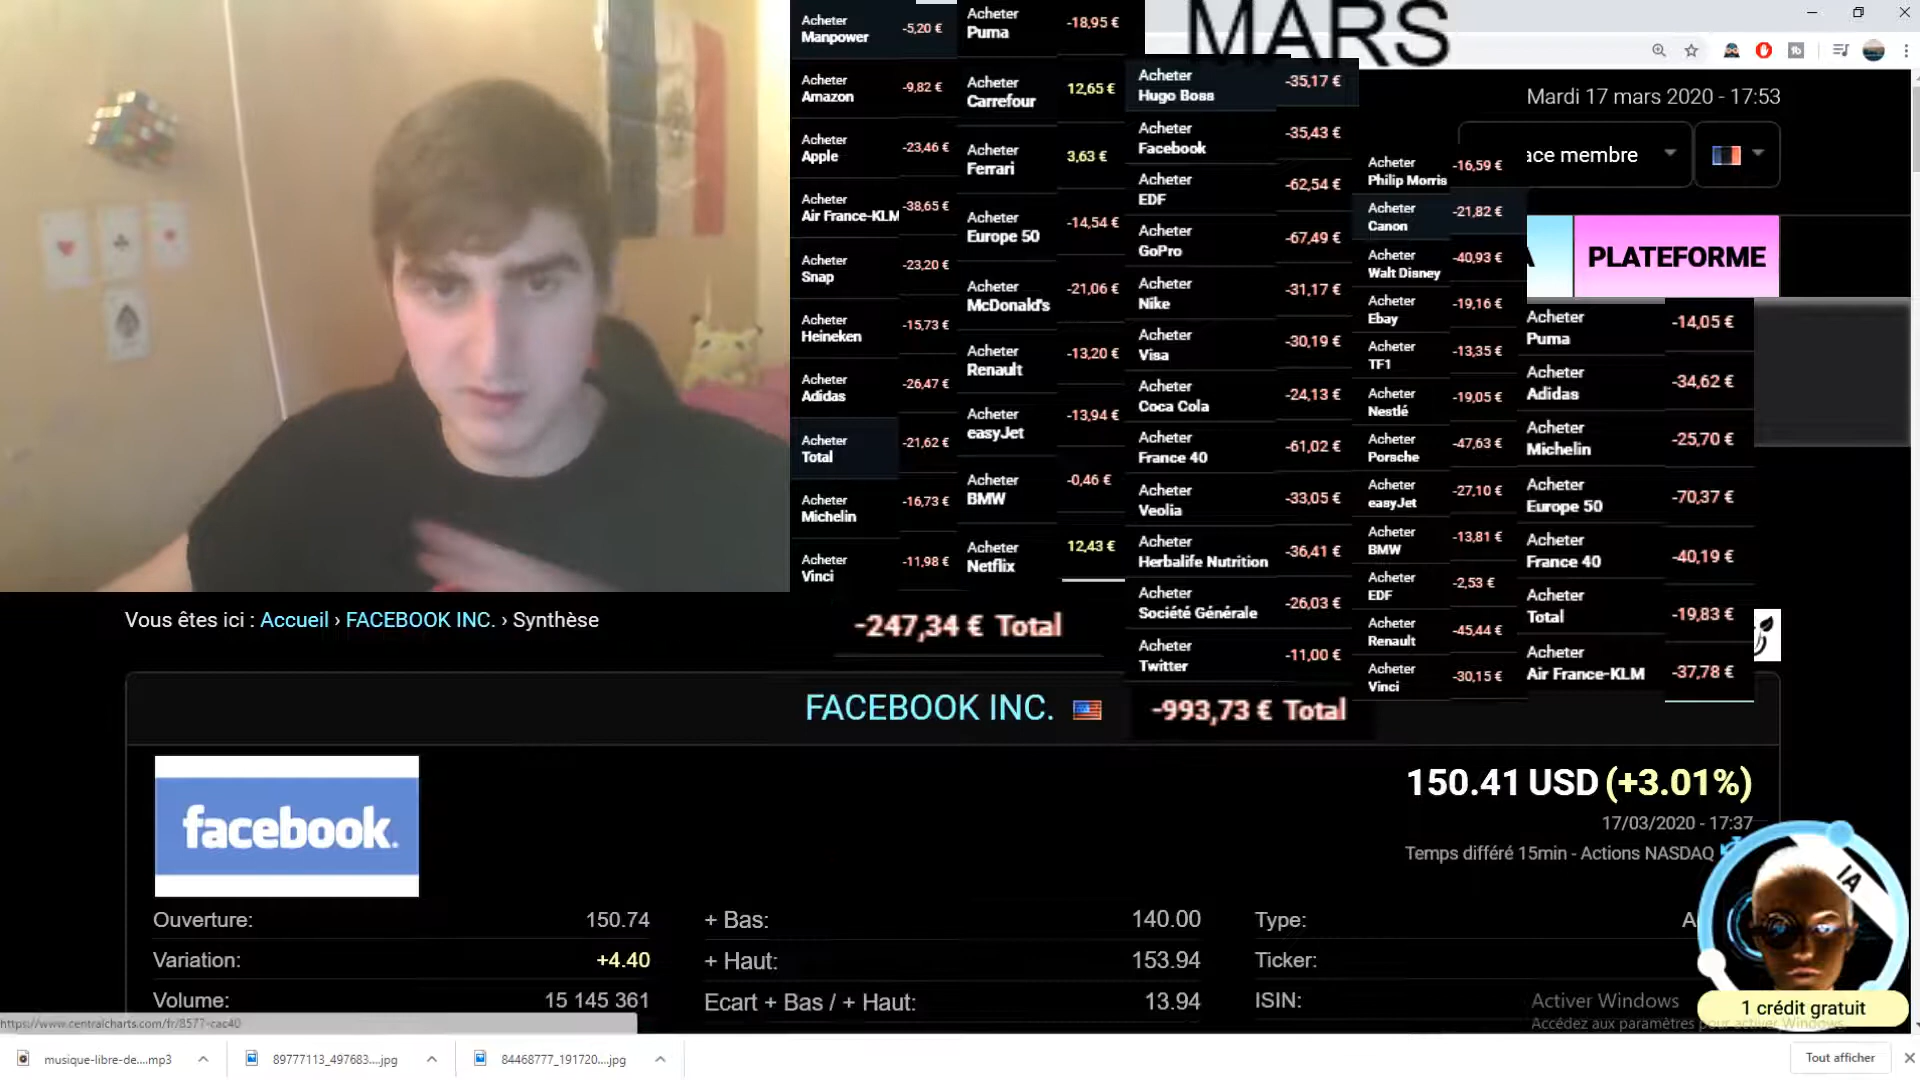 MARS
Mardi 17 mars 2020 - 17:53
ace membre
A
PLATEFORME
Acheter
Manpower
-5,20 €
Acheter
Amazon
-9,82 €
Acheter
Apple
-23,46 €
Acheter
Air France-KLM
-38,65 €
Acheter
Snap
-23,20 €
Acheter
Heineken
-15,73 €
Acheter
Adidas
-26,47 €
Acheter
Total
-21,62 €
Acheter
Michelin
-16,73 €
Acheter
Vinci
-11,98 €
Acheter
Puma
-18,95 €
Acheter
Carrefour
12,65 €
Acheter
Ferrari
3,63 €
Acheter
Europe 50
-14,54 €
Acheter
McDonald's
-21,06 €
Acheter
Renault
-13,20 €
Acheter
easyJet
-13,94 €
Acheter
BMW
-0,46 €
Acheter
Netflix
12,43 €
-247,34 € Total
Acheter
Hugo Boss
-35,17 €
Acheter
Facebook
-35,43 €
Acheter
EDF
-62,54 €
Acheter
GoPro
-67,49 €
Acheter
Nike
-31,17 €
Acheter
Visa
-30,19 €
Acheter
Coca Cola
-24,13 €
Acheter
France 40
-61,02 €
Acheter
Veolia
-33,05 €
Acheter
Herbalife Nutrition
-36,41 €
Acheter
Société Générale
-26,03 €
Acheter
Twitter
-11,00 €
-993,73 € Total
Acheter
Philip Morris
-16,59 €
Acheter
Canon
-21,82 €
Acheter
Walt Disney
-40,93 €
Acheter
Ebay
-19,16 €
Acheter
TF1
-13,35 €
Acheter
Nestlé
-19,05 €
Acheter
Porsche
-47,63 €
Acheter
easyJet
-27,10 €
Acheter
BMW
-13,81 €
Acheter
EDF
-2,53 €
Acheter
Renault
-45,44 €
Acheter
Vinci
-30,15 €
Acheter
Puma
-14,05 €
Acheter
Adidas
-34,62 €
Acheter
Michelin
-25,70 €
Acheter
Europe 50
-70,37 €
Acheter
France 40
-40,19 €
Acheter
Total
-19,83 €
Acheter
Air France-KLM
-37,78 €
Vous êtes ici : Accueil › FACEBOOK INC. › Synthèse
FACEBOOK INC.
facebook.
150.41 USD (+3.01%)
17/03/2020 - 17:37
Temps différé 15min - Actions NASDAQ
IA
Ouverture: 150.74
+ Bas: 140.00
Type: A
Variation: +4.40
+ Haut: 153.94
Ticker:
Volume: 15 145 361
Ecart + Bas / + Haut: 13.94
ISIN:
1 crédit gratuit
Activer Windows
Accédez aux paramètres pour activer Windows.
https://www.centralcharts.com/fr/8577-cac40
musique-libre-de....mp3
89777113_497683....jpg
84468777_191720....jpg
Tout afficher